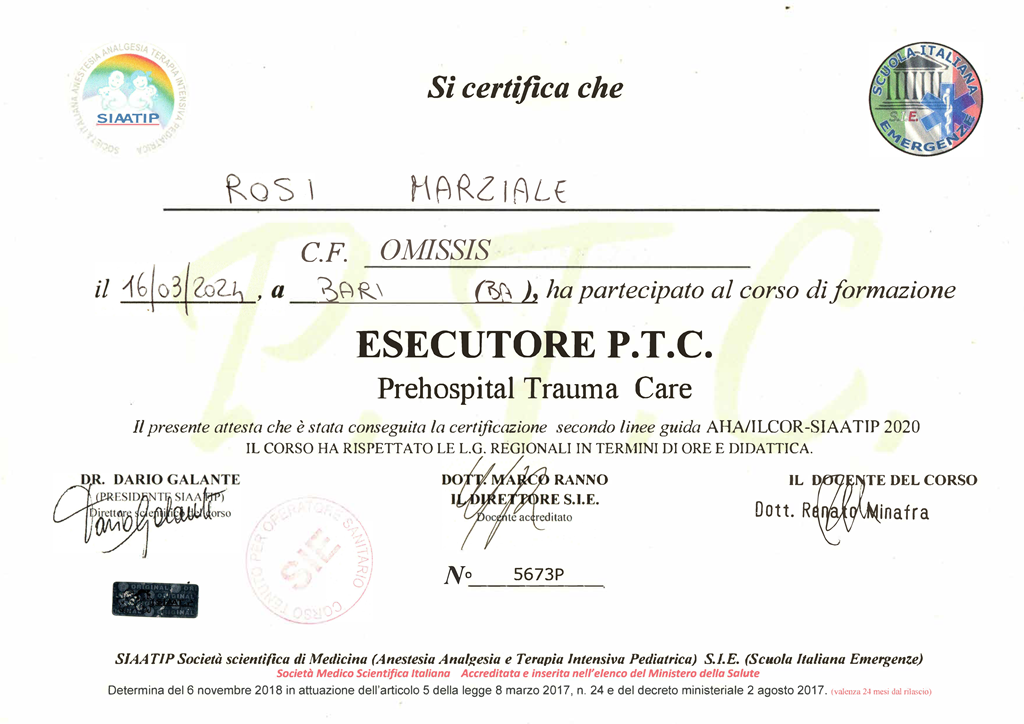 SOCIETÀ ITALIANA ANESTESIA ANALGESIA TERAPIA INTENSIVA PEDIATRICA
SIAATIP
Si certifica che
SCUOLA ITALIANA
S.I.E.
EMERGENZE
ROSI MARZIALE
C.F. OMISSIS
il 16/03/2024, a BARI (BA), ha partecipato al corso di formazione
P.T.C.
ESECUTORE P.T.C.
Prehospital Trauma Care
Il presente attesta che è stata conseguita la certificazione secondo linee guida AHA/ILCOR-SIAATIP 2020
IL CORSO HA RISPETTATO LE L.G. REGIONALI IN TERMINI DI ORE E DIDATTICA.
DR. DARIO GALANTE
(PRESIDENTE SIAATIP)
Direttore scientifico del corso
Dario Galante
DOTT. MARCO RANNO
IL DIRETTORE S.I.E.
Docente accreditato
IL DOCENTE DEL CORSO
Dott. Renato Minafra
CORSO TENUTO PER OPERATORE SANITARIO
SIE
N° 5673P
ORIGINAL
SIAATIP Società scientifica di Medicina (Anestesia Analgesia e Terapia Intensiva Pediatrica) S.I.E. (Scuola Italiana Emergenze)
Società Medico Scientifica Italiana Accreditata e inserita nell'elenco del Ministero della Salute
Determina del 6 novembre 2018 in attuazione dell'articolo 5 della legge 8 marzo 2017, n. 24 e del decreto ministeriale 2 agosto 2017. (valenza 24 mesi dal rilascio)